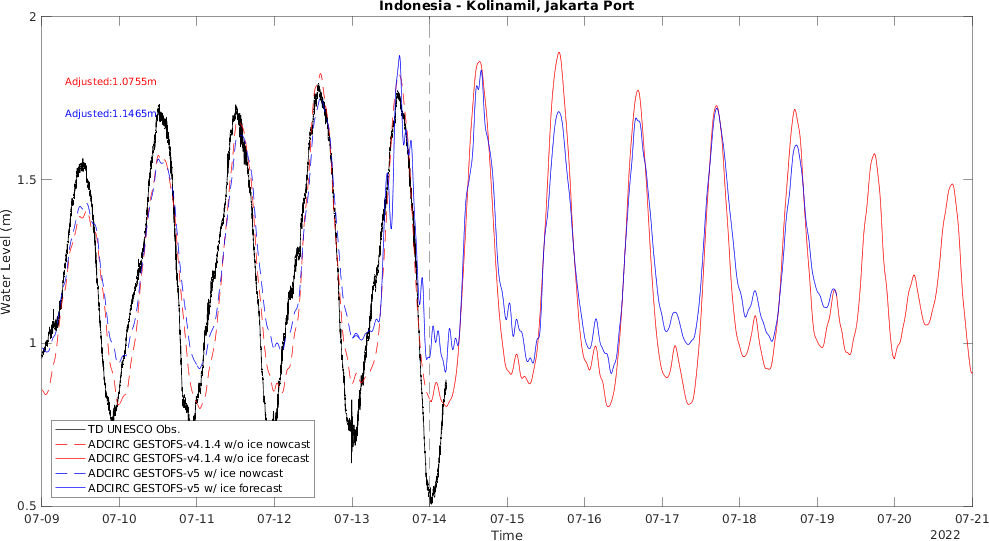 Indonesia - Kolinamil, Jakarta Port
2
1.5
1
0.5
Water Level (m)
Adjusted:1.0755m
Adjusted:1.1465m
TD UNESCO Obs.
ADCIRC GESTOFS-v4.1.4 w/o ice nowcast
ADCIRC GESTOFS-v4.1.4 w/o ice forecast
ADCIRC GESTOFS-v5 w/ ice nowcast
ADCIRC GESTOFS-v5 w/ ice forecast
07-09 07-10 07-11 07-12 07-13 07-14 07-15 07-16 07-17 07-18 07-19 07-20 07-21
Time
2022